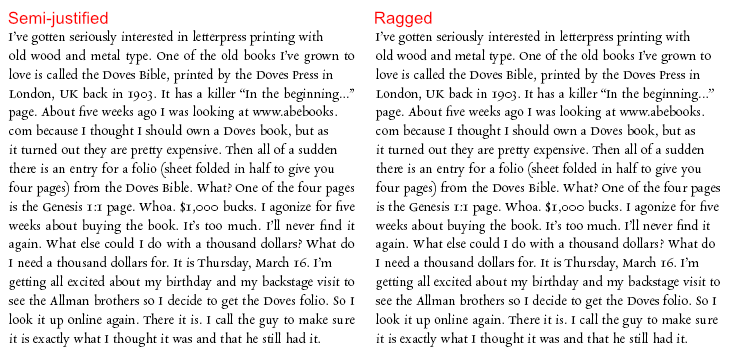 Semi-justified
I've gotten seriously interested in letterpress printing with
old wood and metal type. One of the old books I've grown to
love is called the Doves Bible, printed by the Doves Press in
London, UK back in 1903. It has a killer “In the beginning...”
page. About five weeks ago I was looking at www.abebooks.
com because I thought I should own a Doves book, but as
it turned out they are pretty expensive. Then all of a sudden
there is an entry for a folio (sheet folded in half to give you
four pages) from the Doves Bible. What? One of the four pages
is the Genesis 1:1 page. Whoa. $1,000 bucks. I agonize for five
weeks about buying the book. It's too much. I'll never find it
again. What else could I do with a thousand dollars? What do
I need a thousand dollars for. It is Thursday, March 16. I'm
getting all excited about my birthday and my backstage visit to
see the Allman brothers so I decide to get the Doves folio. So I
look it up online again. There it is. I call the guy to make sure
it is exactly what I thought it was and that he still had it.
Ragged
I've gotten seriously interested in letterpress printing with
old wood and metal type. One of the old books I've grown to
love is called the Doves Bible, printed by the Doves Press in
London, UK back in 1903. It has a killer “In the beginning...”
page. About five weeks ago I was looking at www.abebooks.
com because I thought I should own a Doves book, but as
it turned out they are pretty expensive. Then all of a sudden
there is an entry for a folio (sheet folded in half to give you
four pages) from the Doves Bible. What? One of the four pages
is the Genesis 1:1 page. Whoa. $1,000 bucks. I agonize for five
weeks about buying the book. It's too much. I'll never find it
again. What else could I do with a thousand dollars? What do
I need a thousand dollars for. It is Thursday, March 16. I'm
getting all excited about my birthday and my backstage visit to
see the Allman brothers so I decide to get the Doves folio. So I
look it up online again. There it is. I call the guy to make sure
it is exactly what I thought it was and that he still had it.